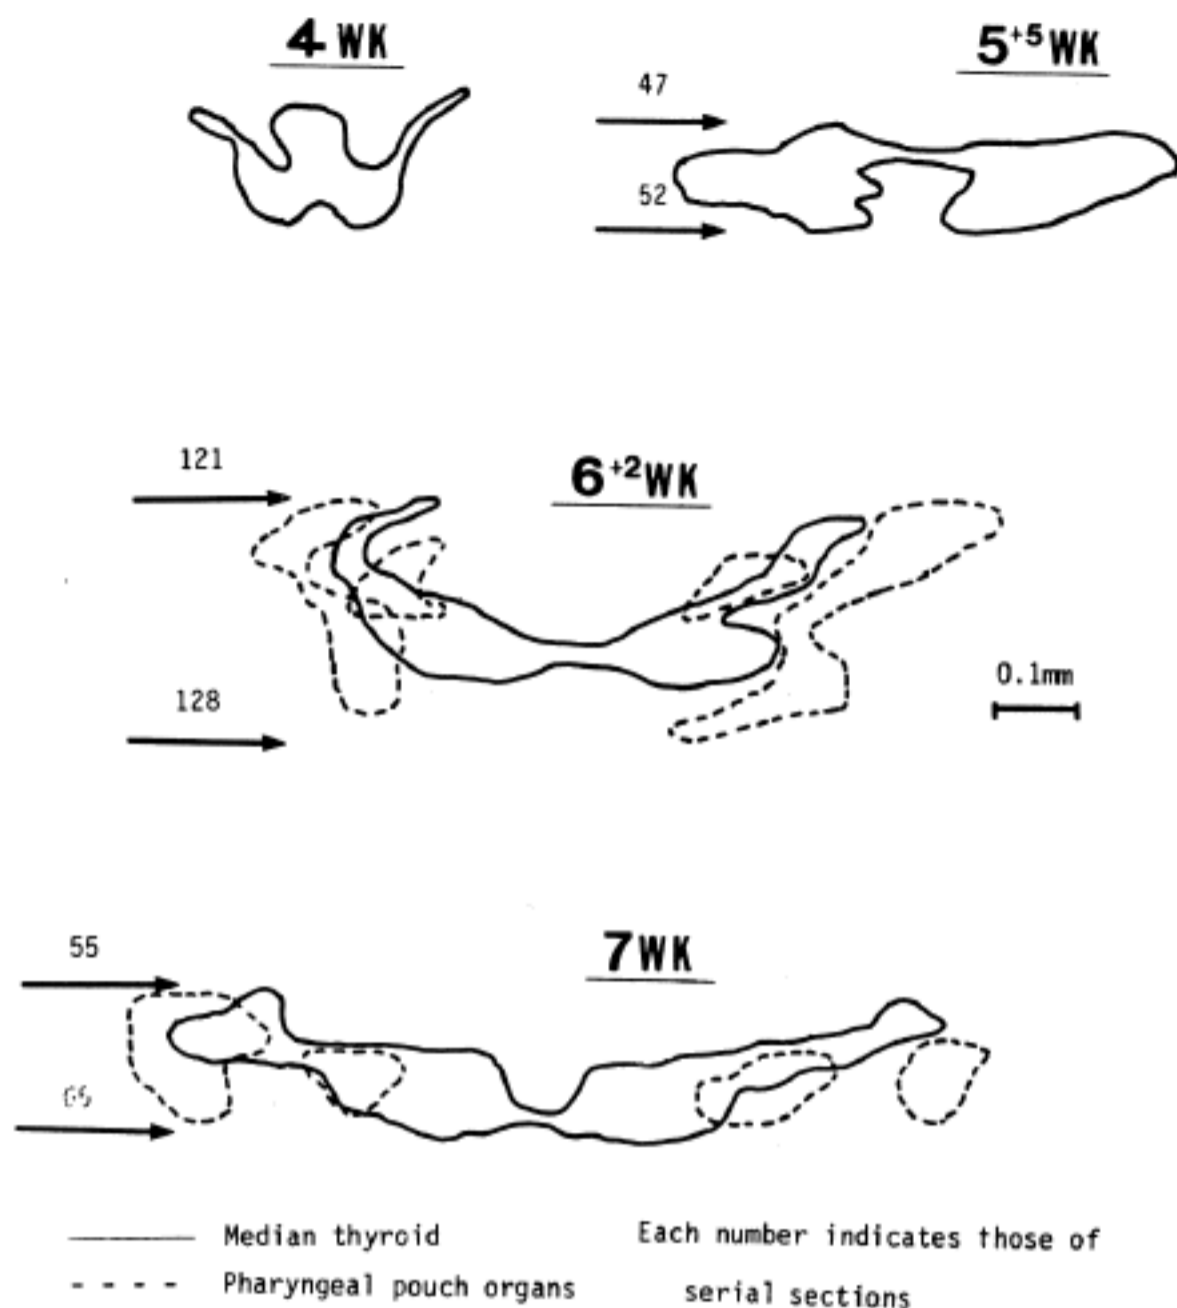 4 WK
5+5 WK
47
52
121
6+2 WK
128
0.1mm
55
7 WK
Median thyroid
Each number indicates those of
Pharyngeal pouch organs
serial sections